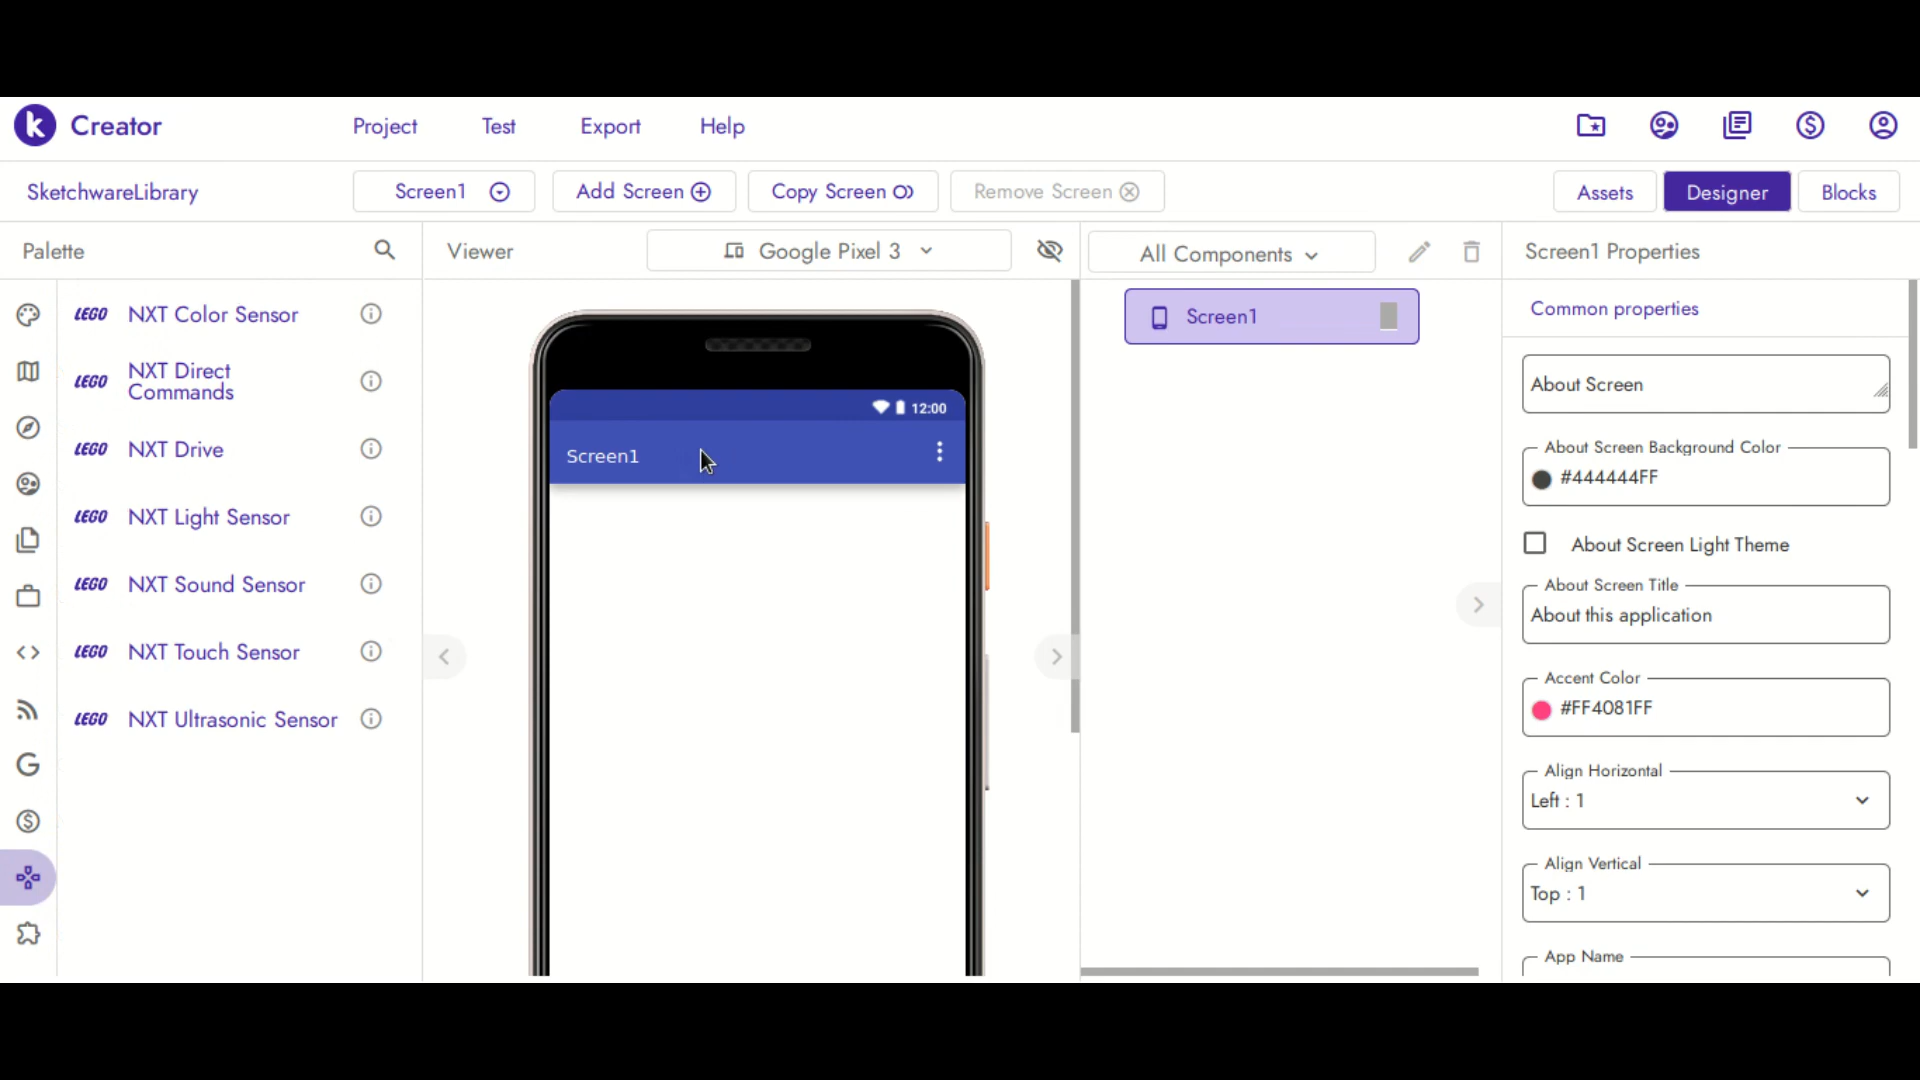 k Creator Project Test Export Help
SketchwareLibrary Screen1 Add Screen Copy Screen Remove Screen Assets Designer Blocks
Palette Viewer Google Pixel 3 All Components Screen1 Properties
LEGO NXT Color Sensor
LEGO NXT Direct
Commands
LEGO NXT Drive
LEGO NXT Light Sensor
LEGO NXT Sound Sensor
LEGO NXT Touch Sensor
LEGO NXT Ultrasonic Sensor
12:00
Screen1
Screen1
Common properties
About Screen
About Screen Background Color
#444444FF
About Screen Light Theme
About Screen Title
About this application
Accent Color
#FF4081FF
Align Horizontal
Left : 1
Align Vertical
Top : 1
App Name